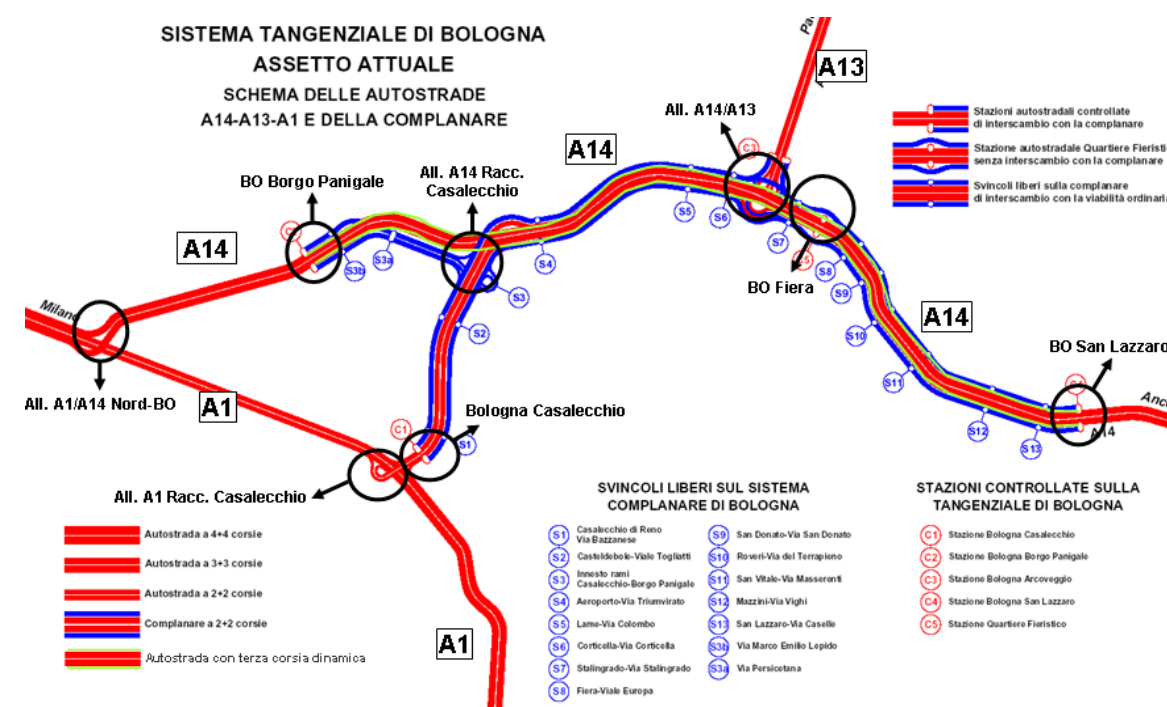 SISTEMA TANGENZIALE DI BOLOGNA
ASSETTO ATTUALE
SCHEMA DELLE AUTOSTRADE
A14-A13-A1 E DELLA COMPLANARE
A13
All. A14/A13
C3
A14
Stazioni autostradali controllate
di interscambio con la complanare
Stazione autostradale Quartiere Fieristi
senza interscambio con la complanare
Svincoli liberi sulla complanare
di interscambio con la viabilità ordinaria
BO Borgo Panigale
All. A14 Racc.
Casalecchio
A14
S3b
S3a
S4
S3
S2
S5
S6
S7
C5
S8
S9
S10
S11
S12
S13
BO Fiera
A14
BO San Lazzaro
C4
A14
Milano
All. A1/A14 Nord-BO
A1
C1
S1
Bologna Casalecchio
All. A1 Racc. Casalecchio
A1
Autostrada a 4+4 corsie
Autostrada a 3+3 corsie
Autostrada a 2+2 corsie
Complanare a 2+2 corsie
Autostrada con terza corsia dinamica
SVINCOLI LIBERI SUL SISTEMA
COMPLANARE DI BOLOGNA
S1 Casalecchio di Reno
Via Bazzanese
S2 Casteldebole-Viale Togliatti
S3 Innesto rami
Casalecchio-Borgo Panigale
S4 Aeroporto-Via Triumvirato
S5 Lame-Via Colombo
S6 Corticella-Via Corticella
S7 Stalingrado-Via Stalingrado
S8 Fiera-Viale Europa
S9 San Donato-Via San Donato
S10 Roveri-Via del Terrapieno
S11 San Vitale-Via Massarenti
S12 Mazzini-Via Vighi
S13 San Lazzaro-Via Caselle
S3b Via Marco Emilio Lepido
S3a Via Persicetana
STAZIONI CONTROLLATE SULLA
TANGENZIALE DI BOLOGNA
C1 Stazione Bologna Casalecchio
C2 Stazione Bologna Borgo Panigale
C3 Stazione Bologna Arcoveggio
C4 Stazione Bologna San Lazzaro
C5 Stazione Quartiere Fieristico